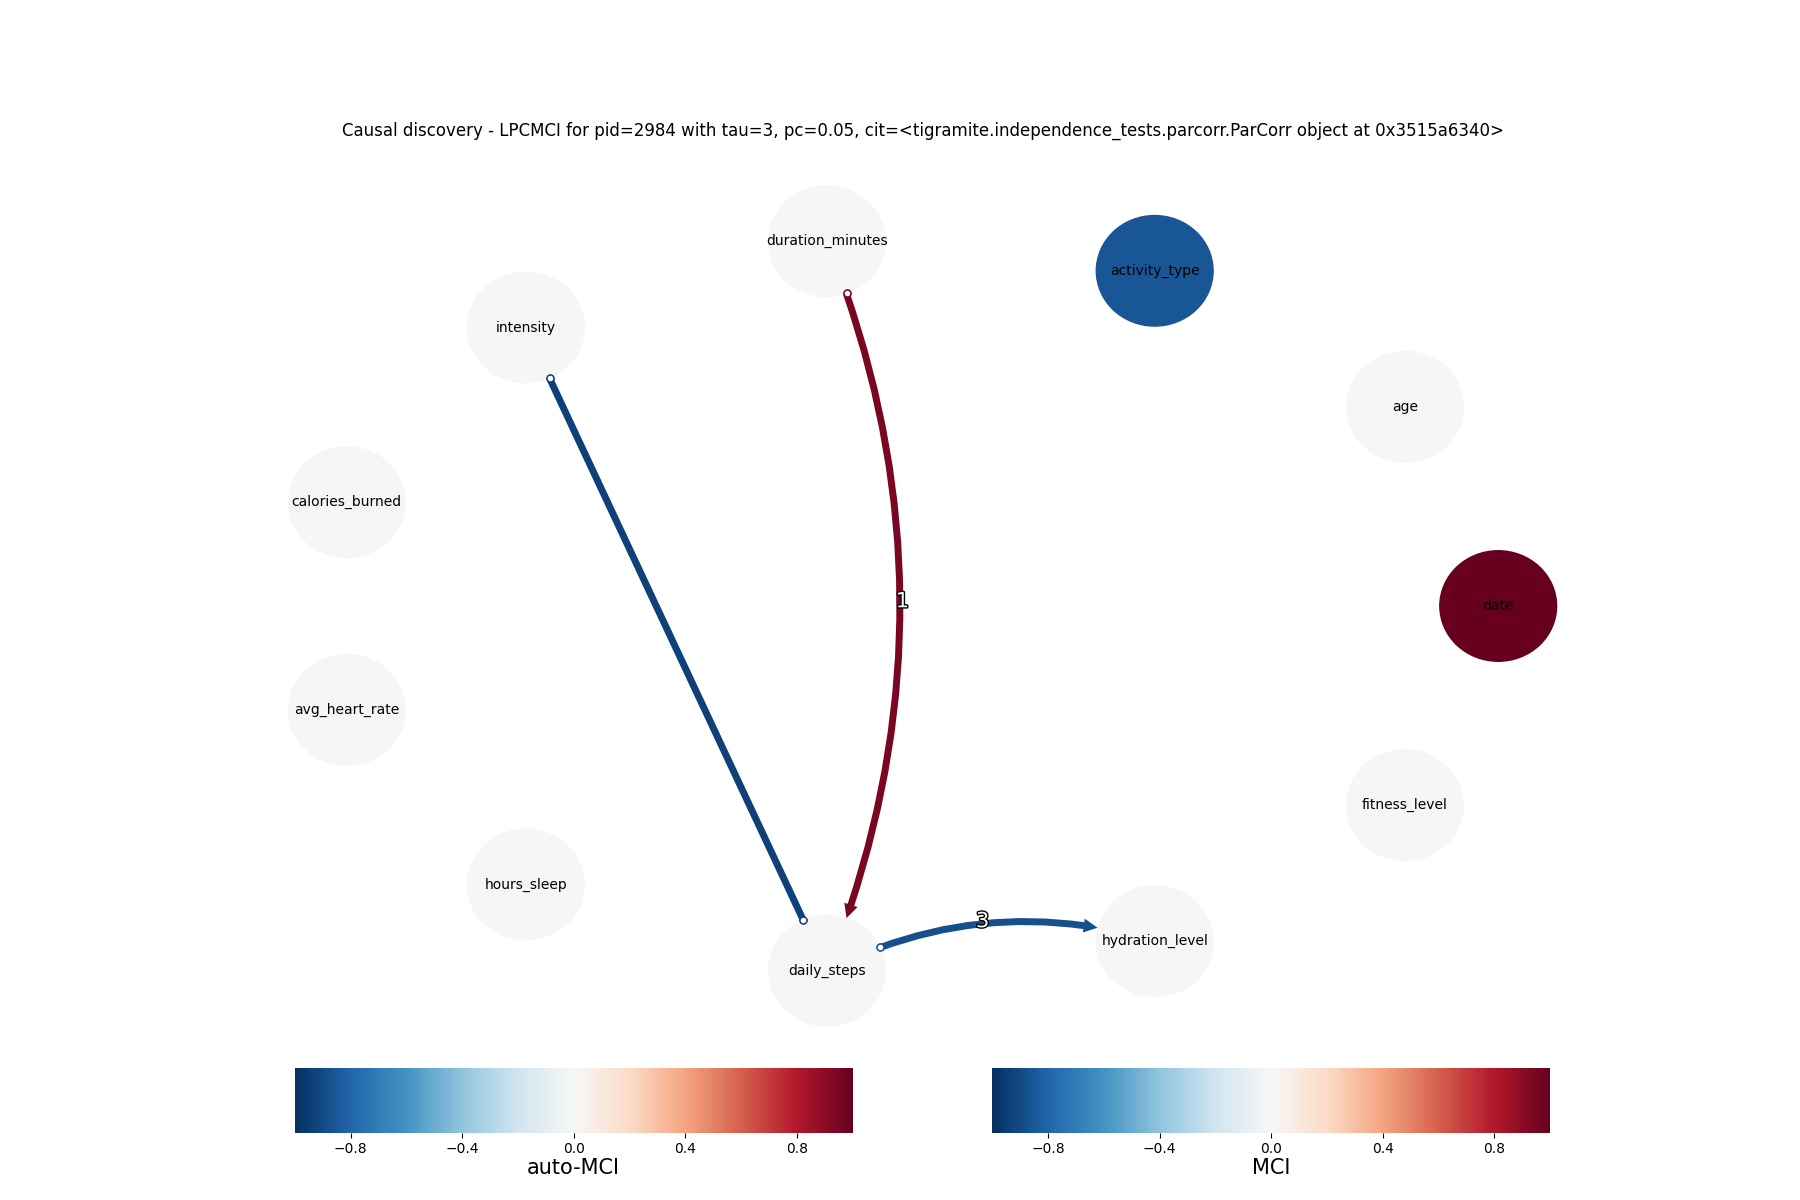 Causal discovery - LPCMCI for pid=2984 with tau=3, pc=0.05, cit=<tigramite.independence_tests.parcorr.ParCorr object at 0x3515a6340>
duration_minutes
activity_type
intensity
age
calories_burned
1
date
avg_heart_rate
fitness_level
hours_sleep
3
hydration_level
daily_steps
−0.8 −0.4 0.0 0.4 0.8
auto-MCI
−0.8 −0.4 0.0 0.4 0.8
MCI